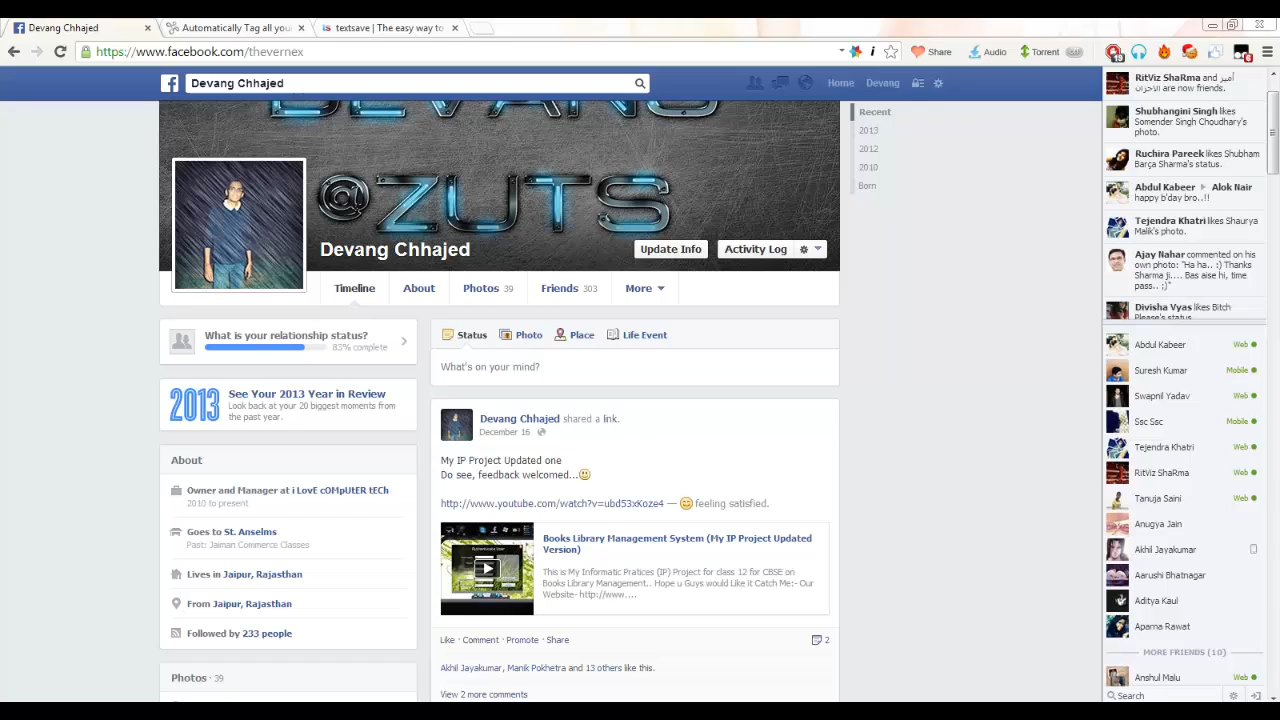 Devang Chhajed
Automatically Tag all your
textsave | The easy way to
https://www.facebook.com/thevernex
Share
Audio
Torrent
Devang Chhajed
Home
Devang
@ZUTS
Devang Chhajed
Update Info
Activity Log
Timeline
About
Photos 39
Friends 303
More
Recent
2013
2012
2010
Born
What is your relationship status?
83% complete
2013
See Your 2013 Year in Review
Look back at your 20 biggest moments from
the past year.
About
Owner and Manager at i LovE cOMpUtER tECh
2010 to present
Goes to St. Anselms
Past: Jaiman Commerce Classes
Lives in Jaipur, Rajasthan
From Jaipur, Rajasthan
Followed by 233 people
Photos · 39
Status
Photo
Place
Life Event
What's on your mind?
Devang Chhajed shared a link.
December 16
My IP Project Updated one
Do see, feedback welcomed...
http://www.youtube.com/watch?v=ubd53xKoze4 — feeling satisfied.
Books Library Management System (My IP Project Updated
Version)
This is My Informatic Pratices (IP) Project for class 12 for CBSE on
Books Library Management.. Hope u Guys would Like it Catch Me:- Our
Website- http://www....
Like · Comment · Promote · Share
2
Akhil Jayakumar, Manik Pokhetra and 13 others like this.
View 2 more comments
RitViz ShaRma and أميز
الأحزان are now friends.
Shubhangini Singh likes
Somender Singh Choudhary's
photo.
Ruchira Pareek likes Shubham
Barça Sharma's status.
Abdul Kabeer ▸ Alok Nair
happy b'day bro..!!
Tejendra Khatri likes Shaurya
Malik's photo.
Ajay Nahar commented on his
own photo: "Ha ha.. :) Thanks
Sharma ji.... Bas aise hi, time
pass.. ;)"
Divisha Vyas likes Bitch
Please's status.
Abdul Kabeer Web
Suresh Kumar Mobile
Swapnil Yadav Web
Ssc Ssc Mobile
Tejendra Khatri Web
RitViz ShaRma Web
Tanuja Saini Web
Anugya Jain
Akhil Jayakumar
Aarushi Bhatnagar
Aditya Kaul
Aparna Rawat
MORE FRIENDS (10)
Anshul Malu Web
Search